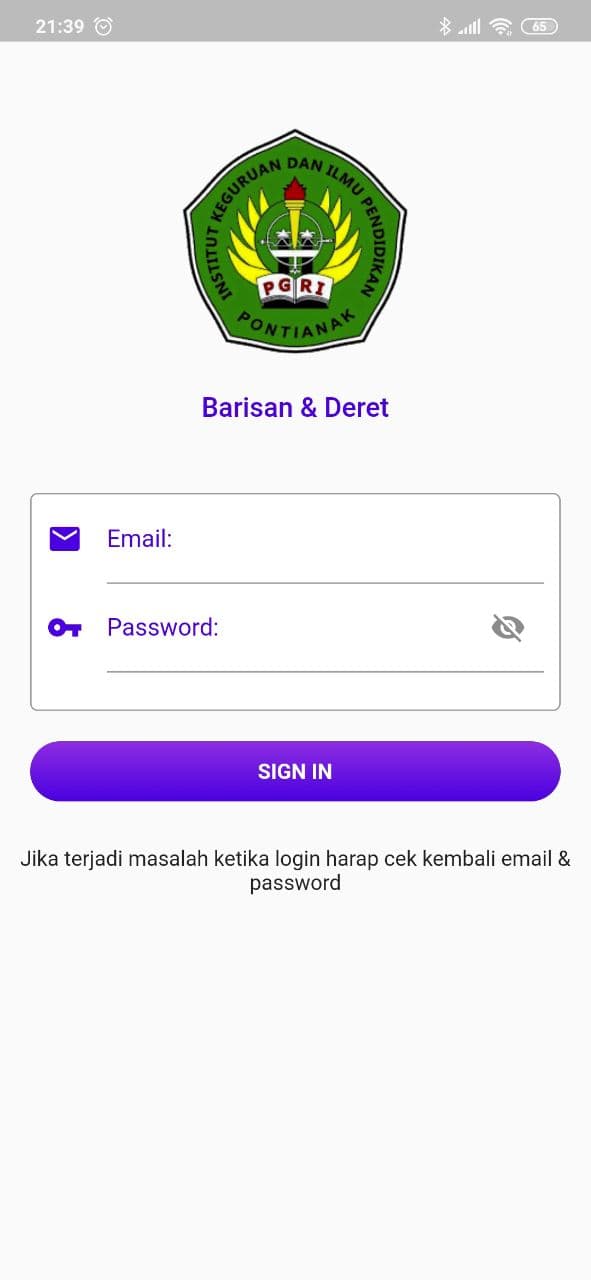 21:39
65
INSTITUT KEGURUAN DAN ILMU PENDIDIKAN
PGRI
PONTIANAK
Barisan & Deret
Email:
Password:
SIGN IN
Jika terjadi masalah ketika login harap cek kembali email &
password